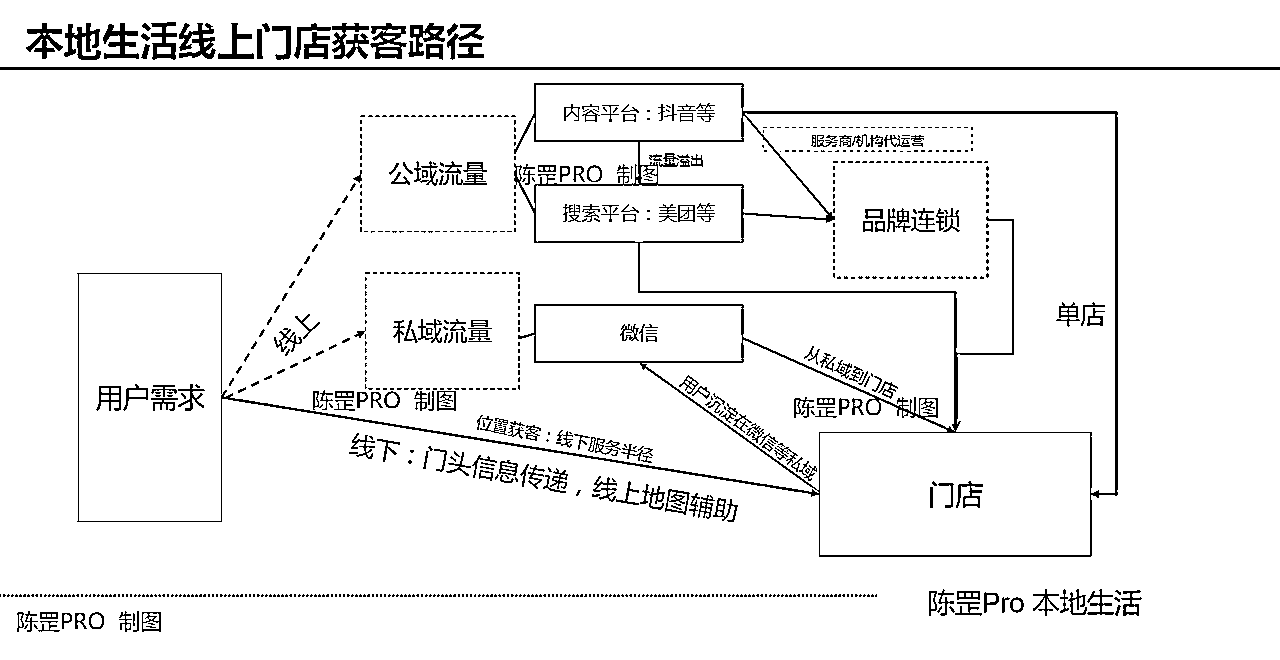 本地生活线上门店获客路径
内容平台：抖音等
服务商/机构代运营
流量溢出
公域流量
陈罡PRO 制图
搜索平台：美团等
品牌连锁
线上
私域流量
微信
单店
从私域到门店
用户需求
陈罡PRO 制图
用户沉淀在微信等私域
陈罡PRO 制图
位置获客：线下服务半径
线下：门头信息传递，线上地图辅助
门店
陈罡Pro 本地生活
陈罡PRO 制图